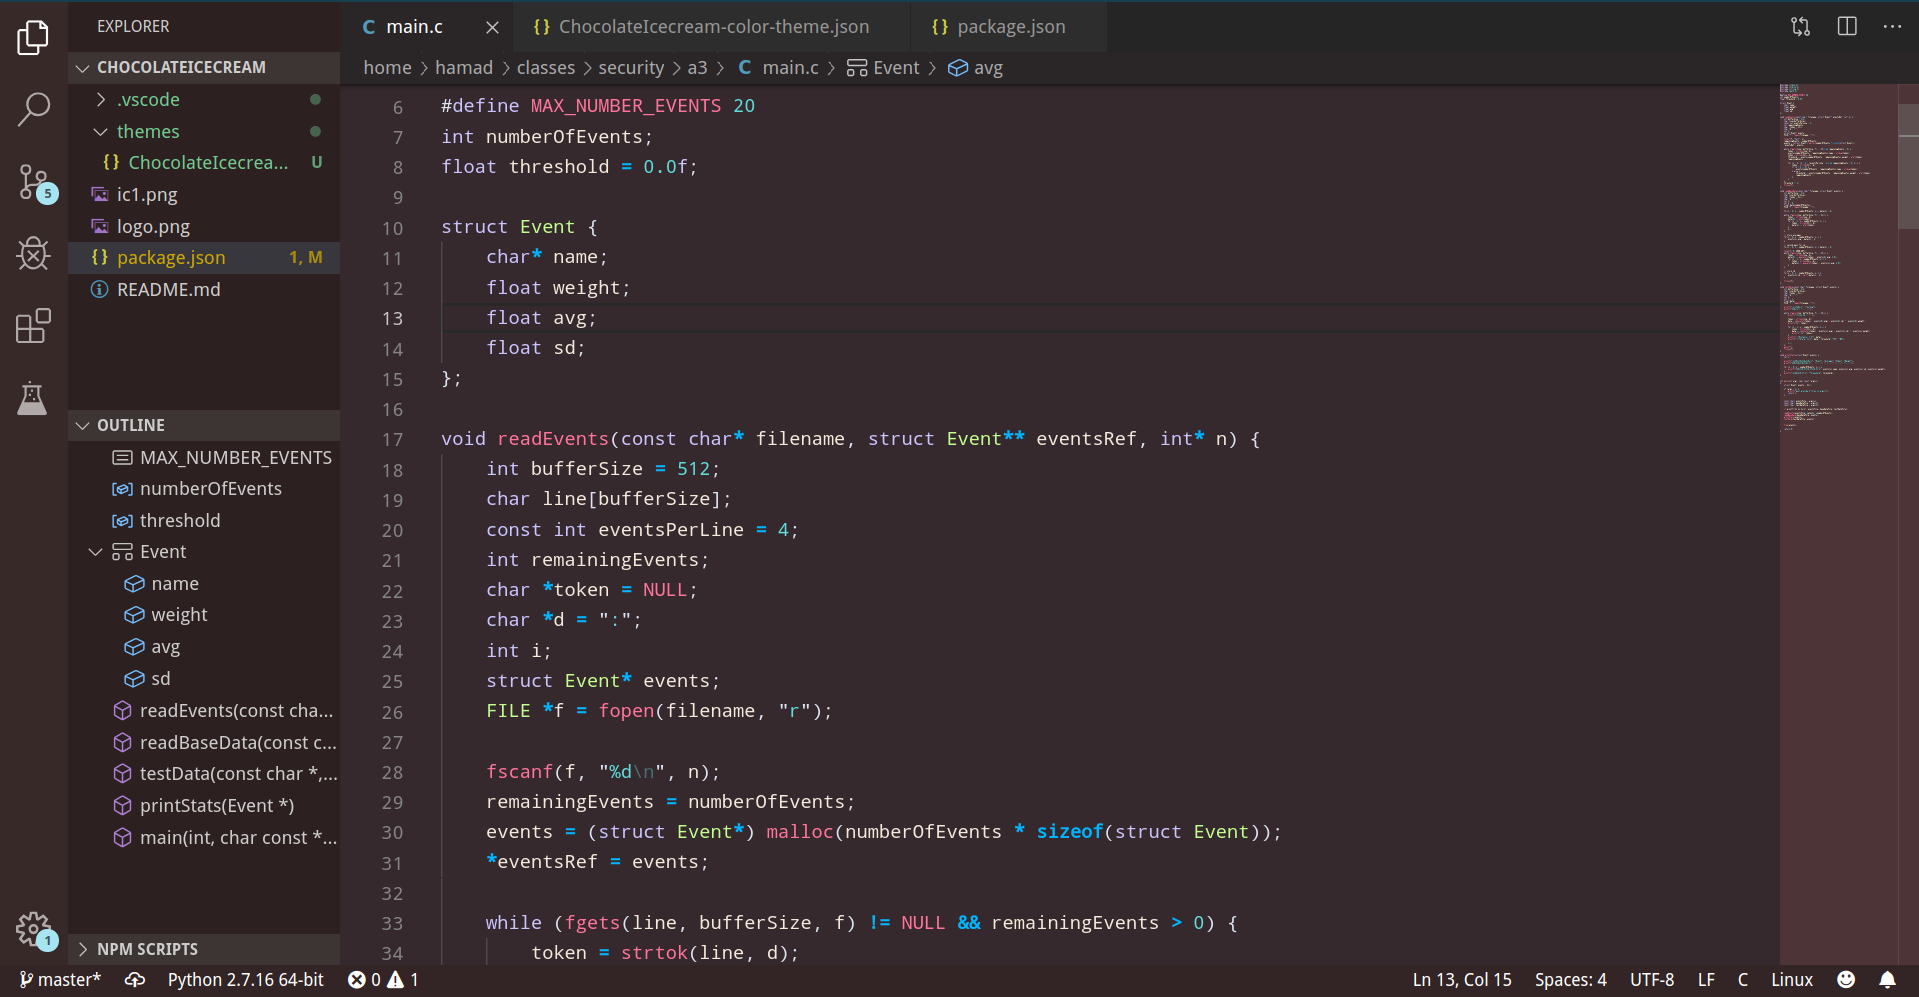 EXPLORER
CHOCOLATEICECREAM
.vscode
themes
{} ChocolateIcecrea... U
ic1.png
logo.png
{} package.json 1, M
README.md
OUTLINE
MAX_NUMBER_EVENTS
numberOfEvents
threshold
Event
name
weight
avg
sd
readEvents(const cha...
readBaseData(const c...
testData(const char *,...
printStats(Event *)
main(int, char const *...
NPM SCRIPTS
5
1
C main.c
{} ChocolateIcecream-color-theme.json
{} package.json
home > hamad > classes > security > a3 > C main.c > Event > avg
6 #define MAX_NUMBER_EVENTS 20
7 int numberOfEvents;
8 float threshold = 0.0f;
9
10 struct Event {
11     char* name;
12     float weight;
13     float avg;
14     float sd;
15 };
16
17 void readEvents(const char* filename, struct Event** eventsRef, int* n) {
18     int bufferSize = 512;
19     char line[bufferSize];
20     const int eventsPerLine = 4;
21     int remainingEvents;
22     char *token = NULL;
23     char *d = ":";
24     int i;
25     struct Event* events;
26     FILE *f = fopen(filename, "r");
27
28     fscanf(f, "%d\n", n);
29     remainingEvents = numberOfEvents;
30     events = (struct Event*) malloc(numberOfEvents * sizeof(struct Event));
31     *eventsRef = events;
32
33     while (fgets(line, bufferSize, f) != NULL && remainingEvents > 0) {
34         token = strtok(line, d);
master* Python 2.7.16 64-bit 0 1 Ln 13, Col 15 Spaces: 4 UTF-8 LF C Linux